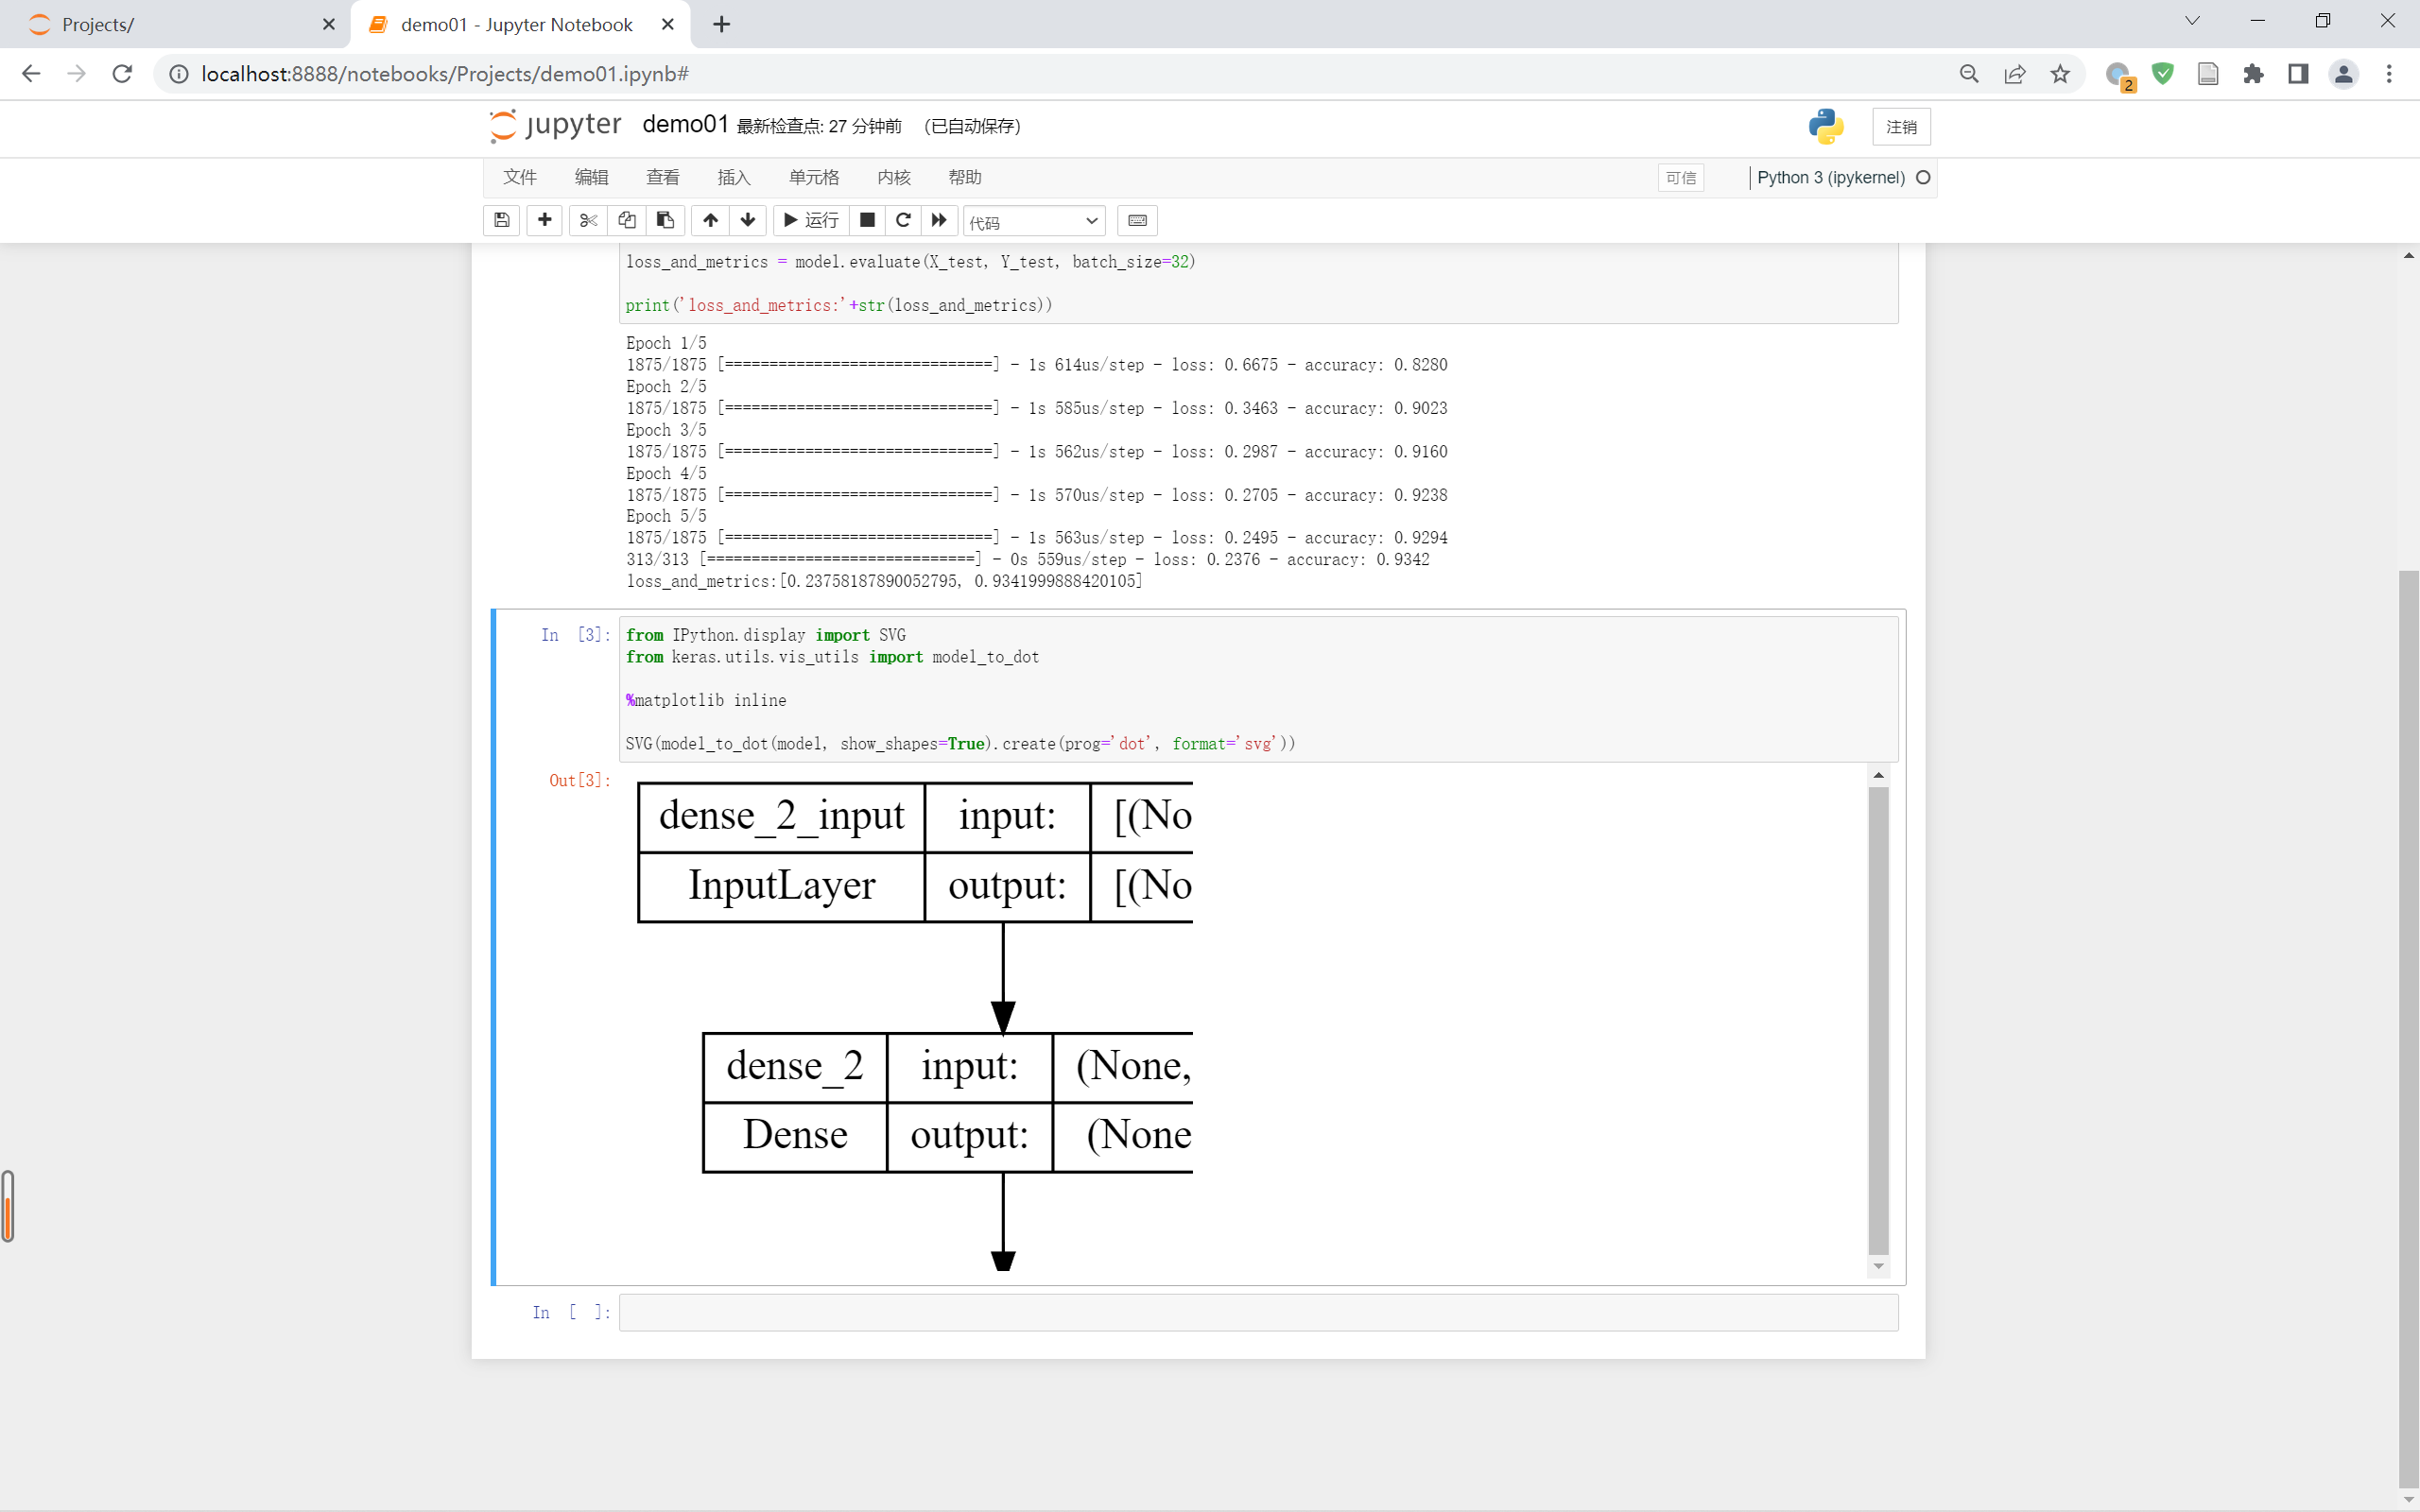 Projects/
demo01 - Jupyter Notebook
localhost:8888/notebooks/Projects/demo01.ipynb#
2
jupyter demo01 最新检查点: 27 分钟前 (已自动保存)
注销
文件 编辑 查看 插入 单元格 内核 帮助
可信 Python 3 (ipykernel)
运行 代码
loss_and_metrics = model.evaluate(X_test, Y_test, batch_size=32)
print('loss_and_metrics:'+str(loss_and_metrics))
Epoch 1/5
1875/1875 [==============================] - 1s 614us/step - loss: 0.6675 - accuracy: 0.8280
Epoch 2/5
1875/1875 [==============================] - 1s 585us/step - loss: 0.3463 - accuracy: 0.9023
Epoch 3/5
1875/1875 [==============================] - 1s 562us/step - loss: 0.2987 - accuracy: 0.9160
Epoch 4/5
1875/1875 [==============================] - 1s 570us/step - loss: 0.2705 - accuracy: 0.9238
Epoch 5/5
1875/1875 [==============================] - 1s 563us/step - loss: 0.2495 - accuracy: 0.9294
313/313 [==============================] - 0s 559us/step - loss: 0.2376 - accuracy: 0.9342
loss_and_metrics:[0.23758187890052795, 0.9341999888420105]
In [3]: from IPython.display import SVG
from keras.utils.vis_utils import model_to_dot
%matplotlib inline
SVG(model_to_dot(model, show_shapes=True).create(prog='dot', format='svg'))
Out[3]:
dense_2_input input: [(No
InputLayer output: [(No
dense_2 input: (None,
Dense output: (None
In [ ]: